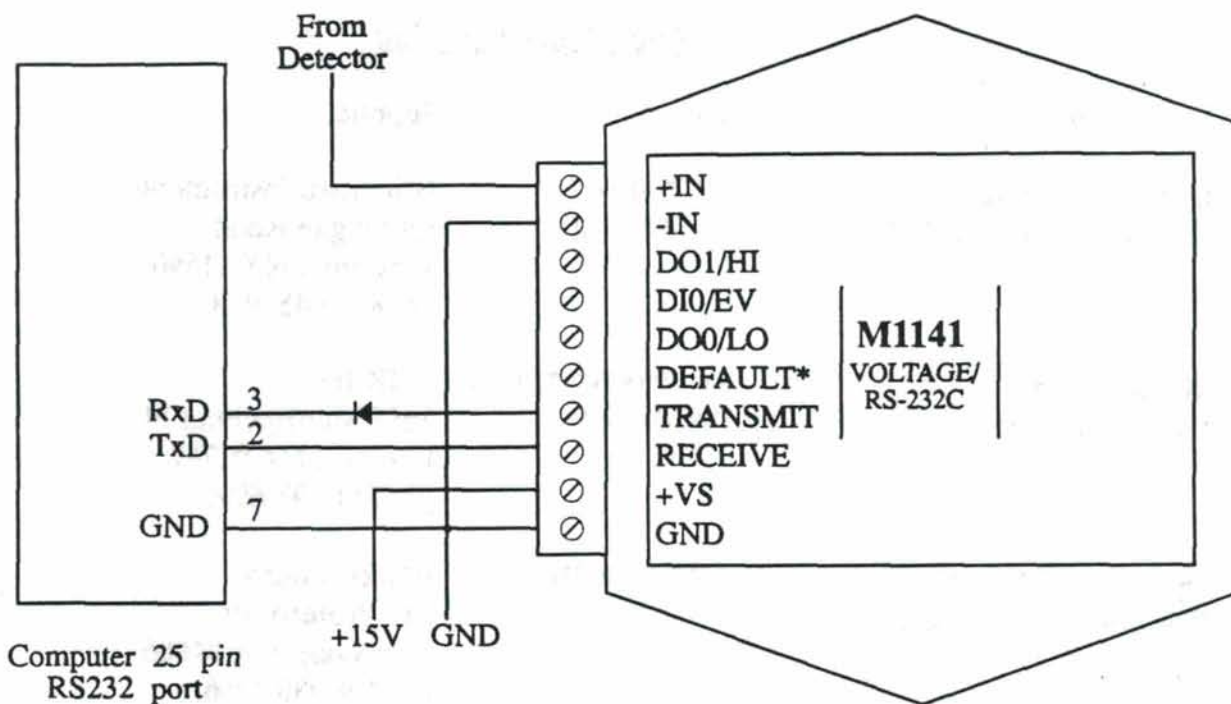 From
Detector
+IN
-IN
DO1/HI
DI0/EV
DO0/LO
DEFAULT*
TRANSMIT
RECEIVE
+VS
GND
M1141
VOLTAGE/
RS-232C
RxD 3
TxD 2
GND 7
+15V GND
Computer 25 pin
RS232 port